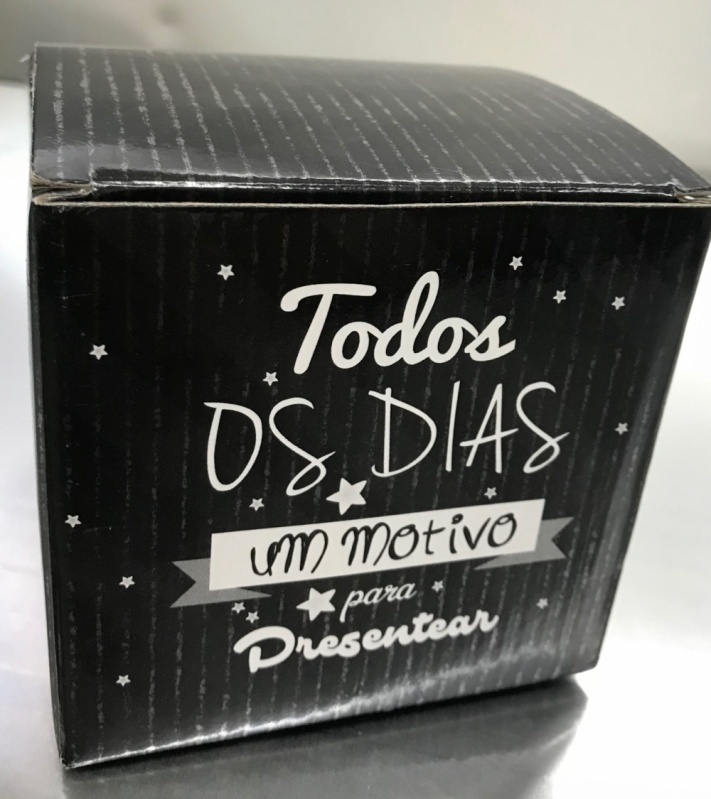 Todos
OS DIAS
um motivo
para
Presentear